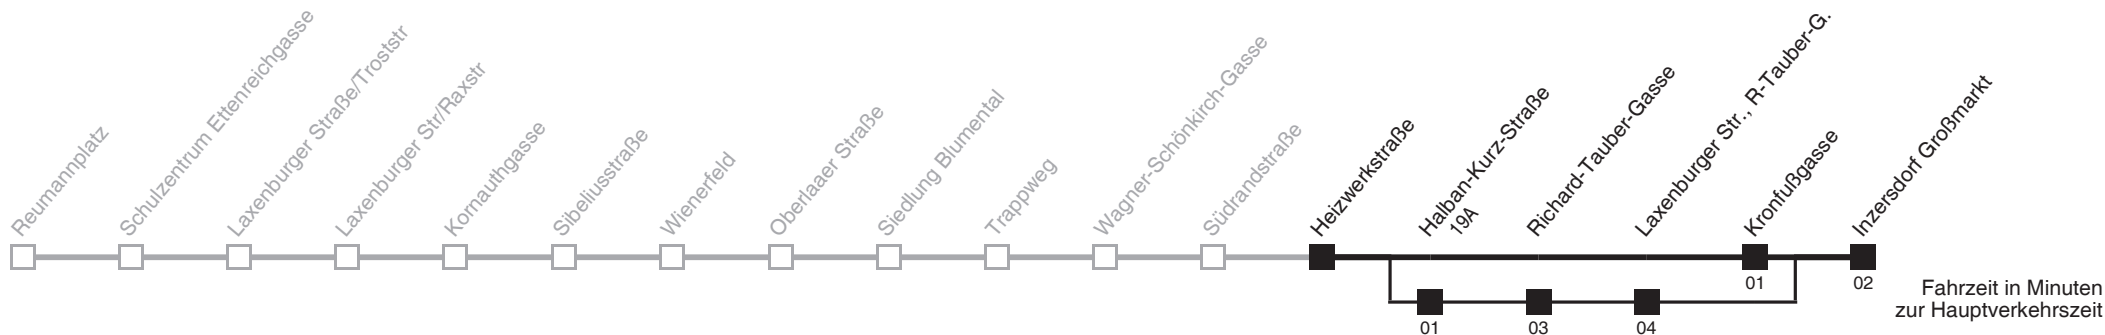 Reumannplatz
Schulzentrum Ettenreichgasse
Laxenburger Straße/Troststr
Laxenburger Str/Raxstr
Kornauthgasse
Sibeliusstraße
Wienerfeld
Oberlaaer Straße
Siedlung Blumental
Trappweg
Wagner-Schönkirch-Gasse
Südrandstraße
Heizwerkstraße
Halban-Kurz-Straße
19A
Richard-Tauber-Gasse
Laxenburger Str., R-Tauber-G.
Kronfußgasse
Inzersdorf Großmarkt
01
02
Fahrzeit in Minuten
zur Hauptverkehrszeit
01
03
04